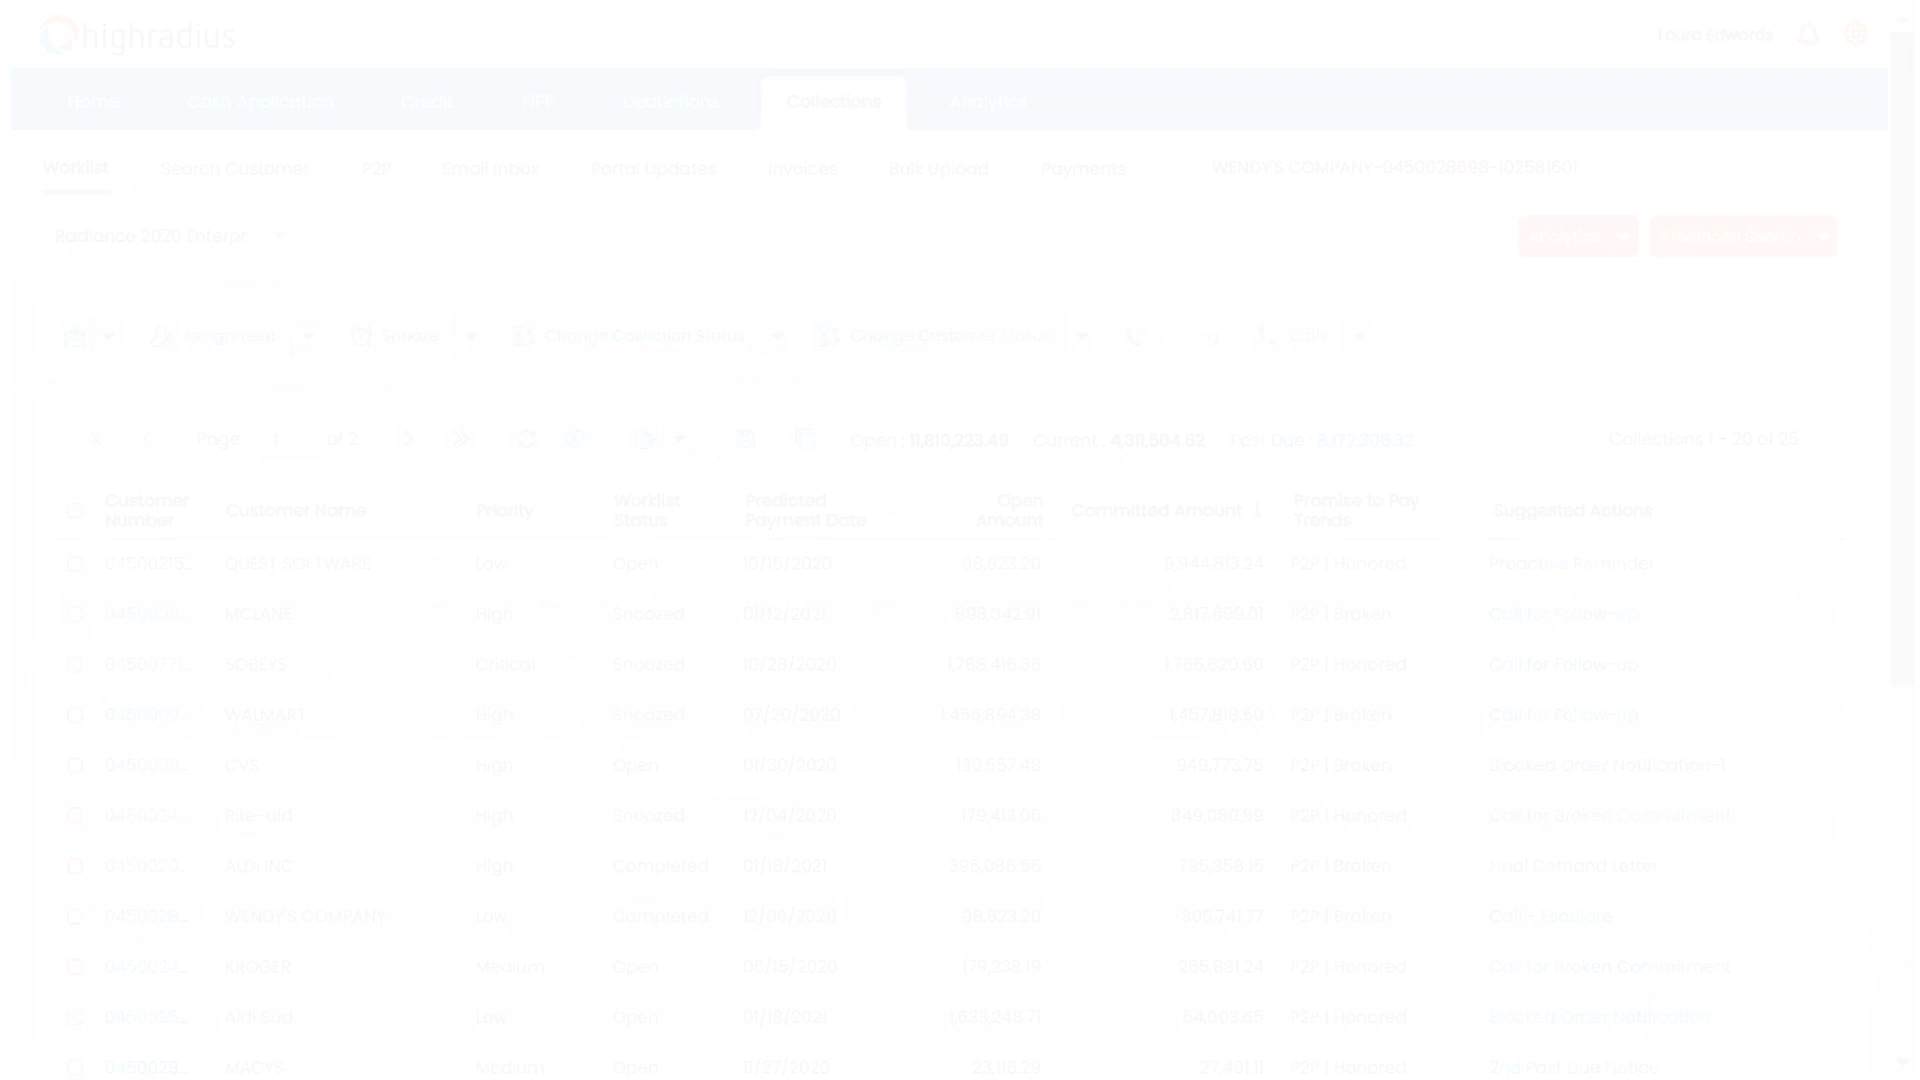 highradius
Laura Edwards
Home Cash Application Credit EIPP Deductions Collections Analytics
Worklist Search Customer P2P Email Inbox Portal Updates Invoices Bulk Upload Payments WENDY'S COMPANY-0450028698-102581601
Radiance 2020 Enterpr
Analytics Advanced Search
Assignment Snooze Change Collection Status Change Customer Status Calls
Page 1 of 2 Open : 11,810,223.49 Current : 4,311,504.62 Past Due : Collections 1 - 20 of 25
Customer Number Customer Name Priority Worklist Status Predicted Payment Date Open Amount Committed Amount Promise to Pay Trends Suggested Actions
QUEST SOFTWARE Low Open 10/15/2020 98,823.20 9,944,813.24 P2P | Honored Proactive Reminder
MCLANE High Snoozed 01/12/2021 898,042.91 2,817,699.01 P2P | Broken Call for Follow-up
SOBEYS Critical Snoozed 10/28/2020 1,788,416.36 1,766,620.60 P2P | Honored Call for Follow-up
WALMART High Snoozed 07/20/2020 1,456,894.38 1,457,818.60 P2P | Broken Call for Follow-up
CVS High Open 01/30/2020 130,557.48 949,773.75 P2P | Broken Blocked Order Notification-1
Rite-aid High Snoozed 12/04/2020 179,413.06 849,080.99 P2P | Honored Call for Broken Commitment
ALDI INC High Completed 01/18/2021 396,086.56 795,358.15 P2P | Broken Final Demand Letter
WENDY'S COMPANY Low Completed 12/09/2020 98,823.20 305,741.77 P2P | Broken Call - Escalate
KROGER Medium Open 06/15/2020 179,238.19 265,881.24 P2P | Honored Call for Broken Commitment
Aldi Sud Low Open 01/18/2021 1,633,248.71 54,003.65 P2P | Honored Blocked Order Notification
MACYS Medium Open 11/27/2020 23,116.29 27,491.11 P2P | Honored 2nd Past Due Notice